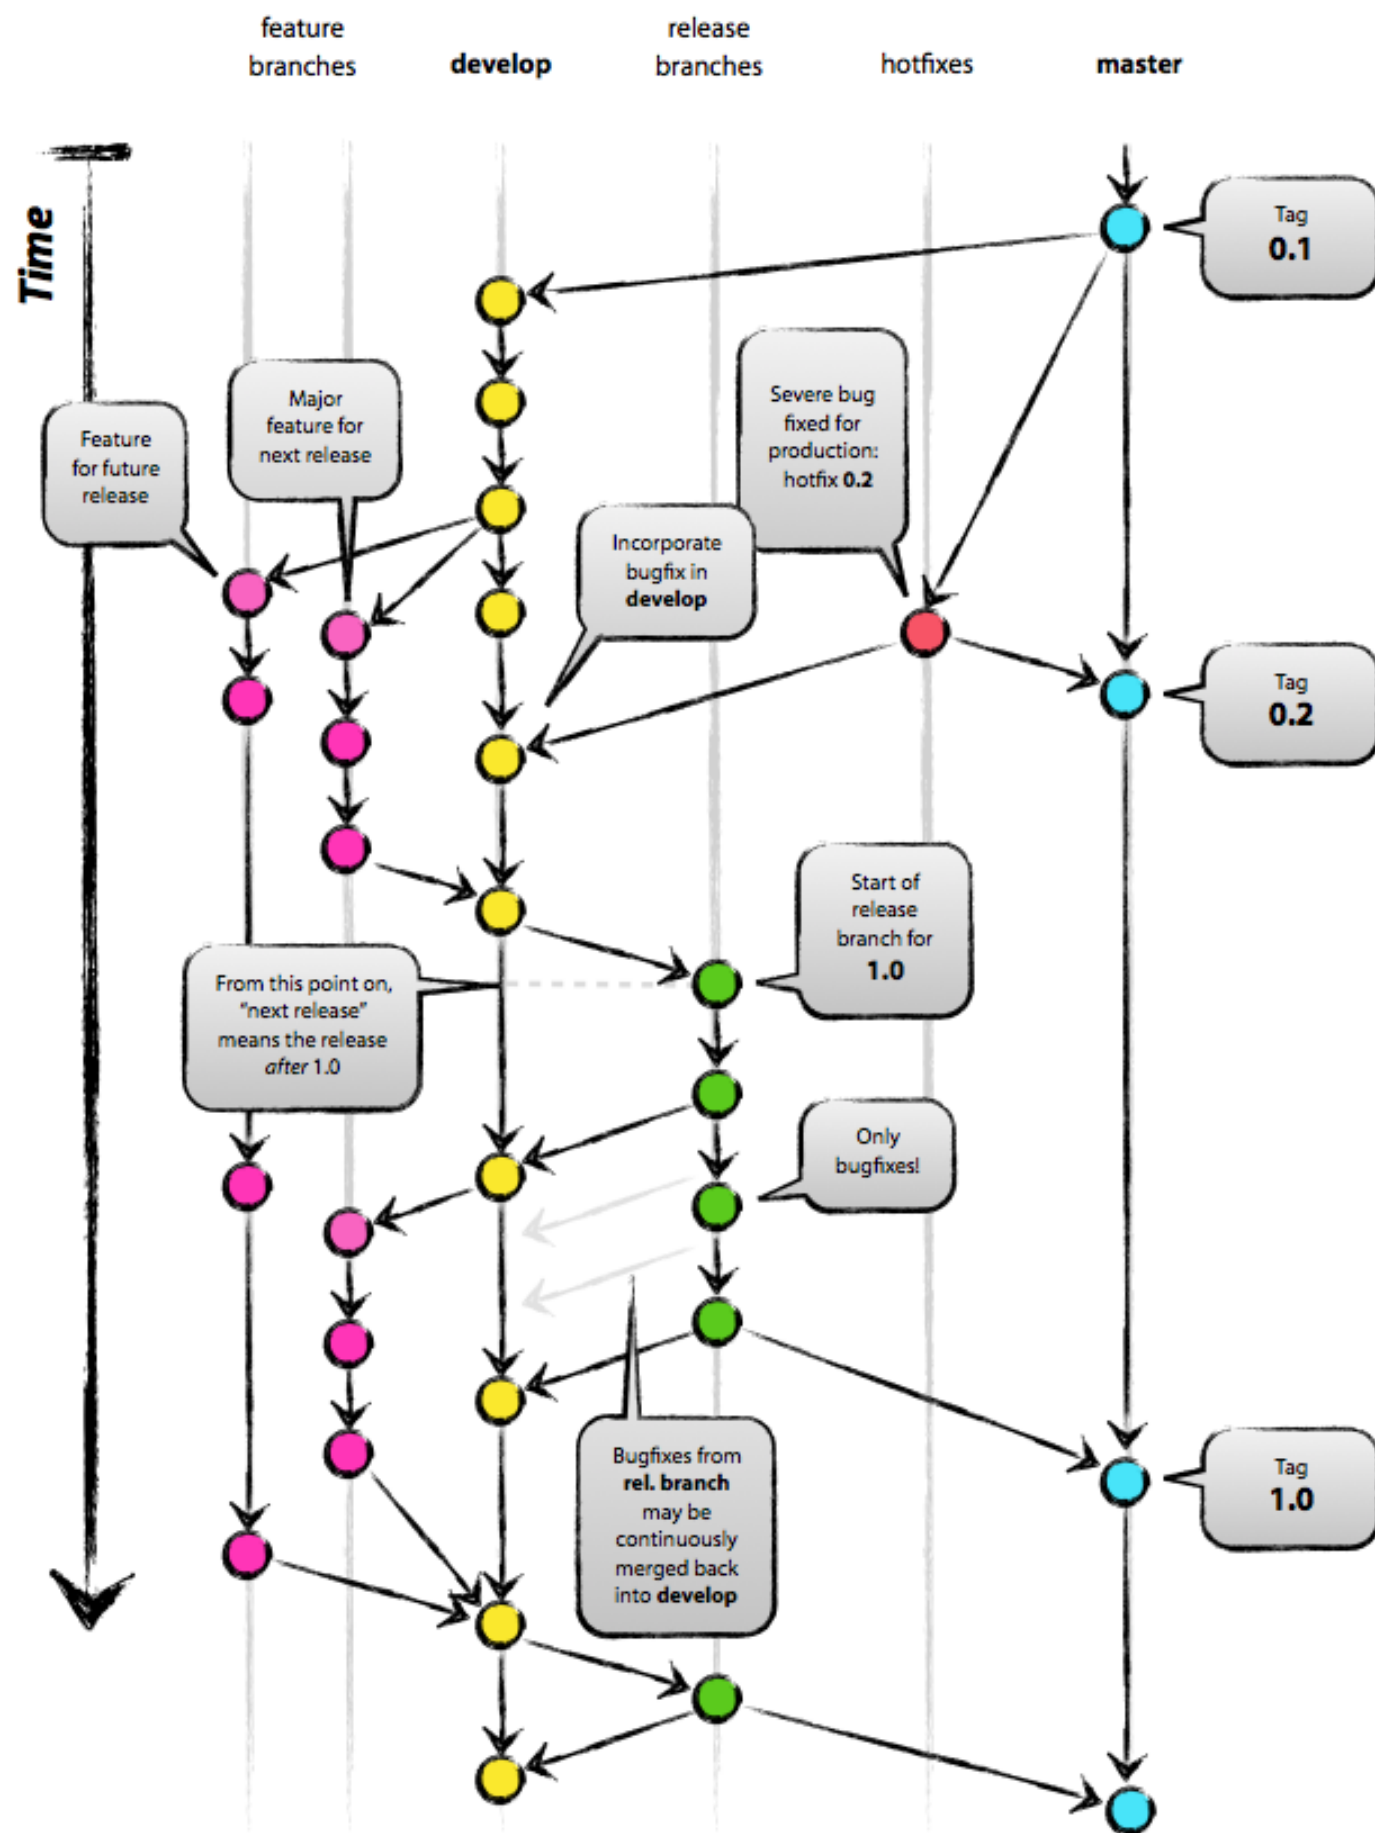 feature
branches
develop
release
branches
hotfixes
master
Time
Tag
0.1
Major
feature for
next release
Feature
for future
release
Severe bug
fixed for
production:
hotfix 0.2
Incorporate
bugfix in
develop
Tag
0.2
Start of
release
branch for
1.0
From this point on,
“next release”
means the release
after 1.0
Only
bugfixes!
Bugfixes from
rel. branch
may be
continuously
merged back
into develop
Tag
1.0